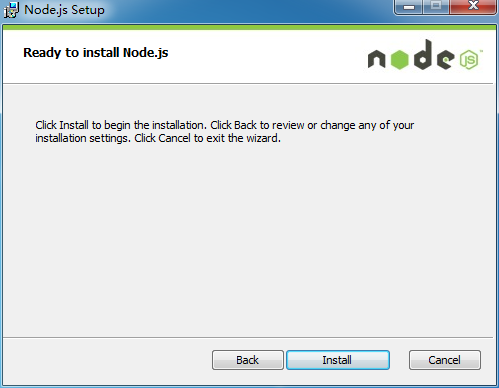 Node.js Setup
Ready to install Node.js
node JS ™
Click Install to begin the installation. Click Back to review or change any of your
installation settings. Click Cancel to exit the wizard.
Back Install Cancel